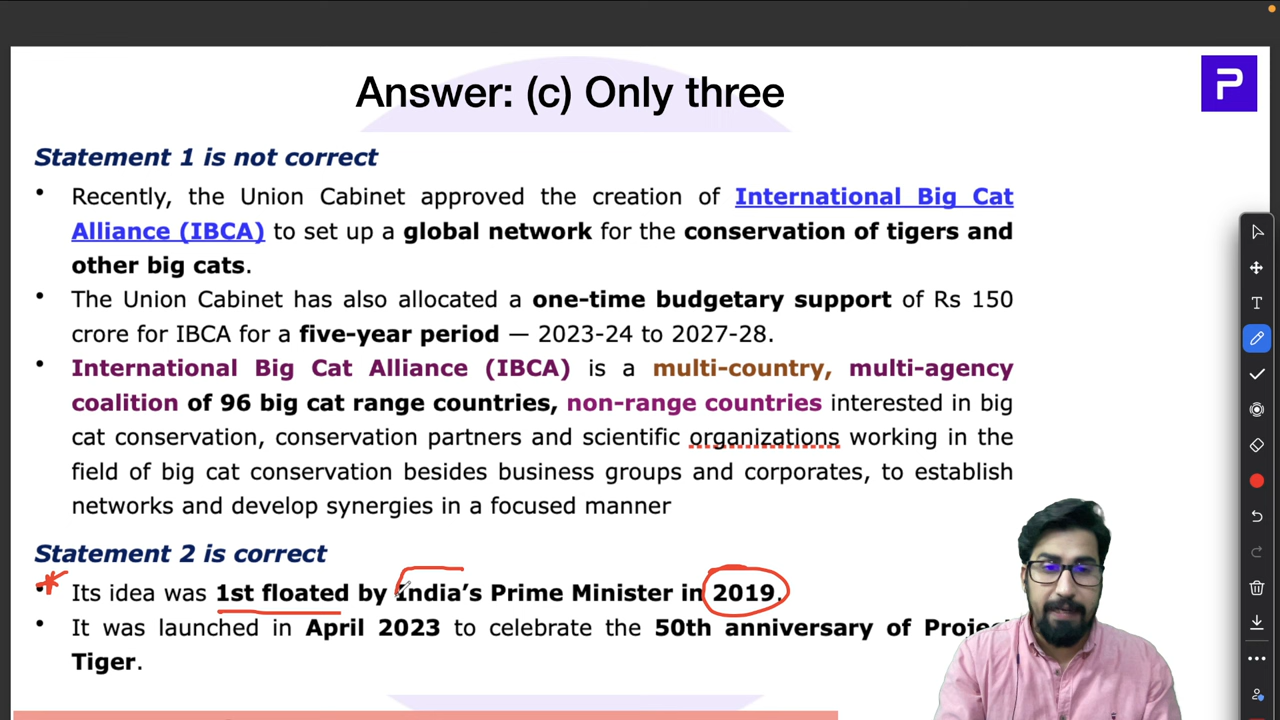 Answer: (c) Only three
P
Statement 1 is not correct
• Recently, the Union Cabinet approved the creation of International Big Cat
Alliance (IBCA) to set up a global network for the conservation of tigers and
other big cats.
• The Union Cabinet has also allocated a one-time budgetary support of Rs 150
crore for IBCA for a five-year period — 2023-24 to 2027-28.
• International Big Cat Alliance (IBCA) is a multi-country, multi-agency
coalition of 96 big cat range countries, non-range countries interested in big
cat conservation, conservation partners and scientific organizations working in the
field of big cat conservation besides business groups and corporates, to establish
networks and develop synergies in a focused manner
Statement 2 is correct
• Its idea was 1st floated by India's Prime Minister in 2019.
• It was launched in April 2023 to celebrate the 50th anniversary of Project
Tiger.
T